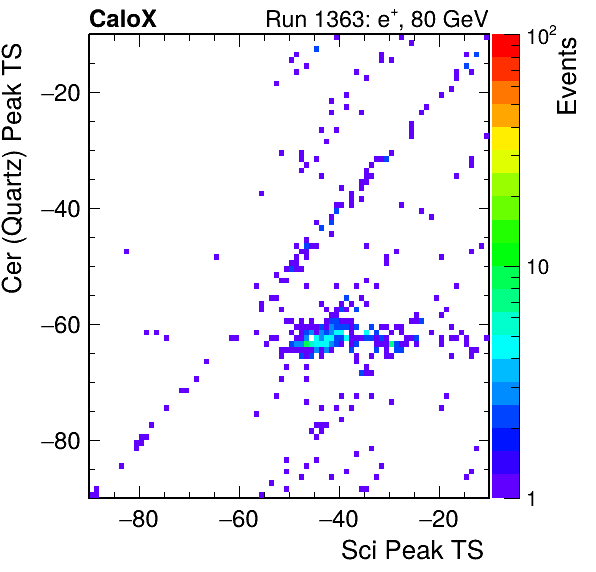 CaloX Run 1363: e⁺, 80 GeV
Cer (Quartz) Peak TS
−20
−40
−60
−80
−80 −60 −40 −20
Sci Peak TS
10²
10
1
Events